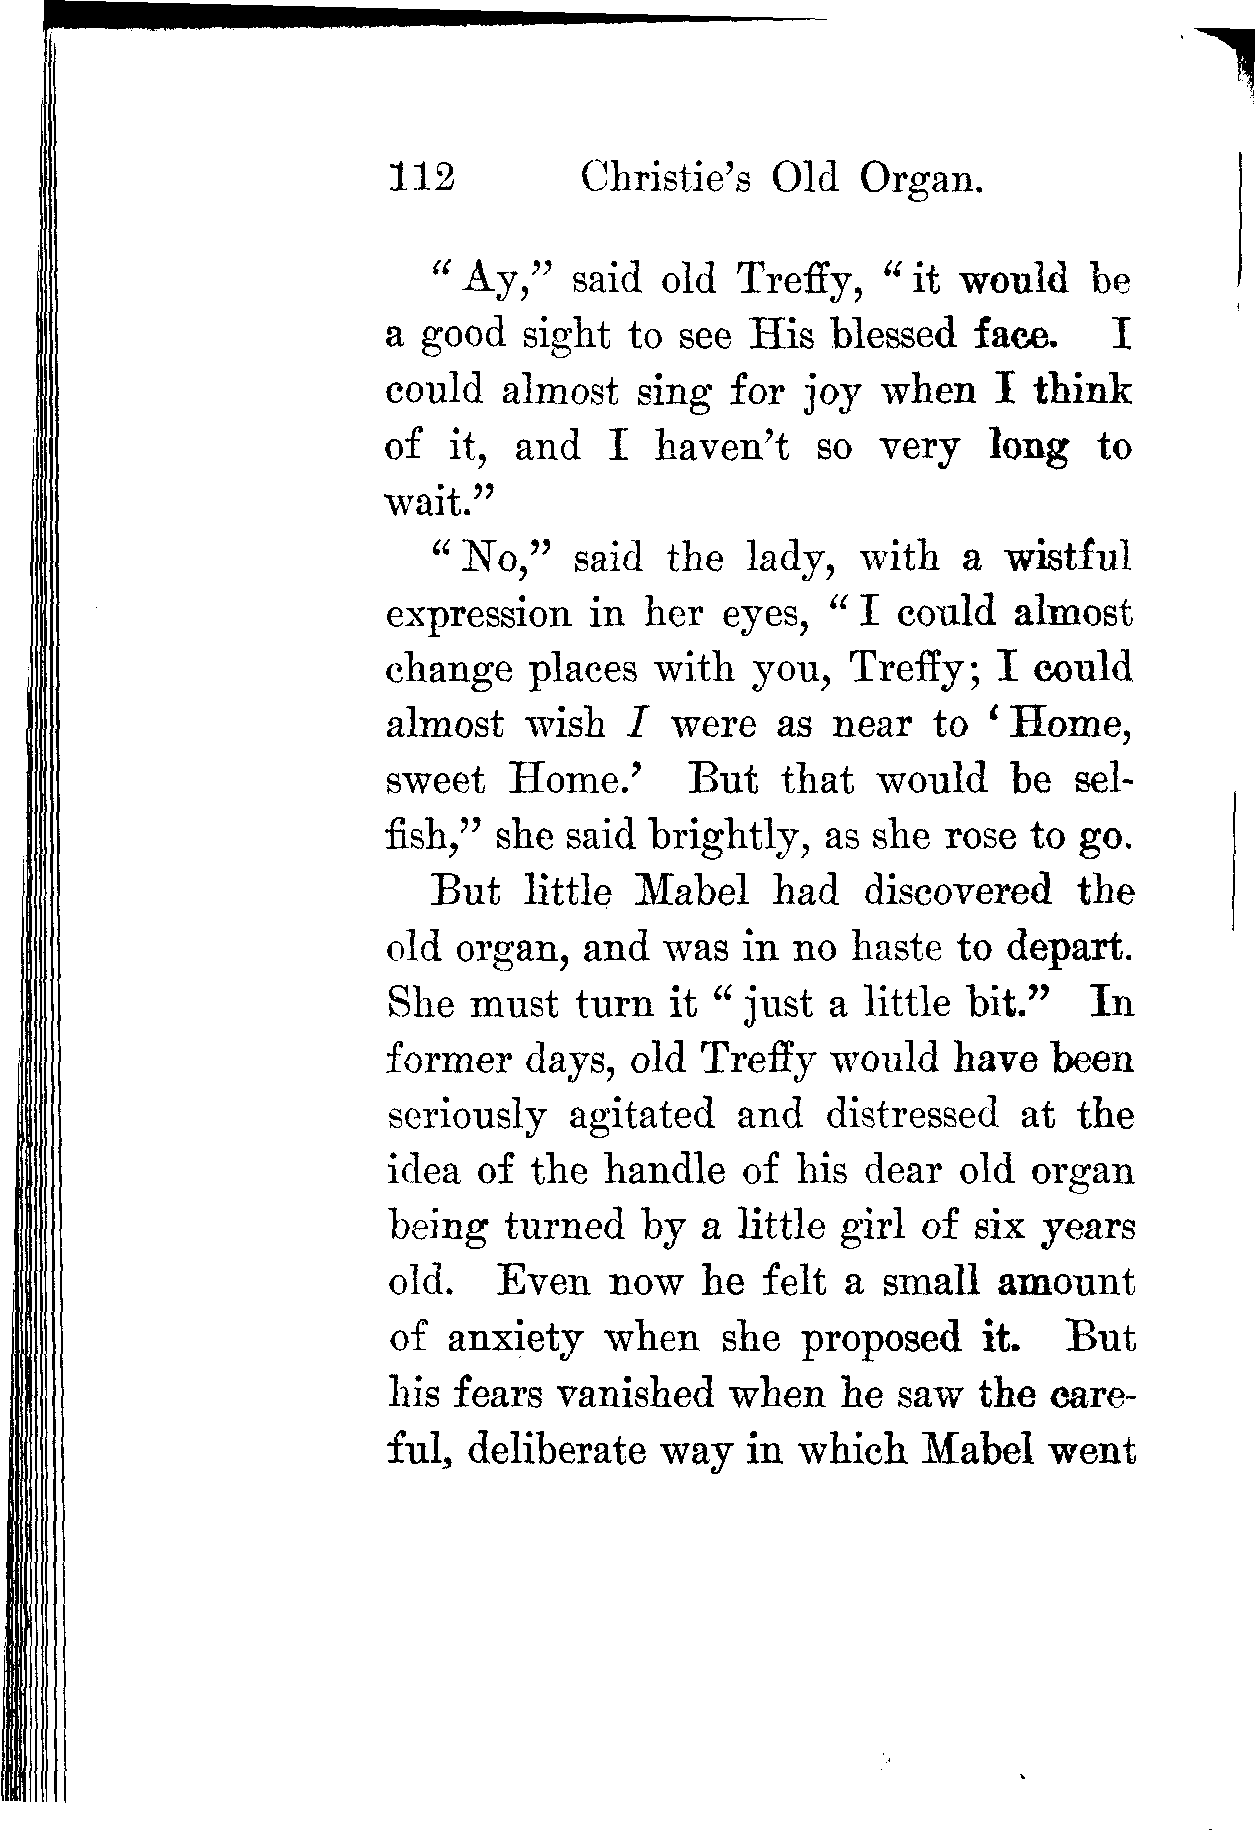 112 Christie's Old Organ.
"Ay," said old Treffy, "it would be
a good sight to see His blessed face. I
could almost sing for joy when I think
of it, and I haven't so very long to
wait."
"No," said the lady, with a wistful
expression in her eyes, "I could almost
change places with you, Treffy; I could
almost wish I were as near to 'Home,
sweet Home.' But that would be sel-
fish," she said brightly, as she rose to go.
But little Mabel had discovered the
old organ, and was in no haste to depart.
She must turn it "just a little bit." In
former days, old Treffy would have been
seriously agitated and distressed at the
idea of the handle of his dear old organ
being turned by a little girl of six years
old. Even now he felt a small amount
of anxiety when she proposed it. But
his fears vanished when he saw the care-
ful, deliberate way in which Mabel went